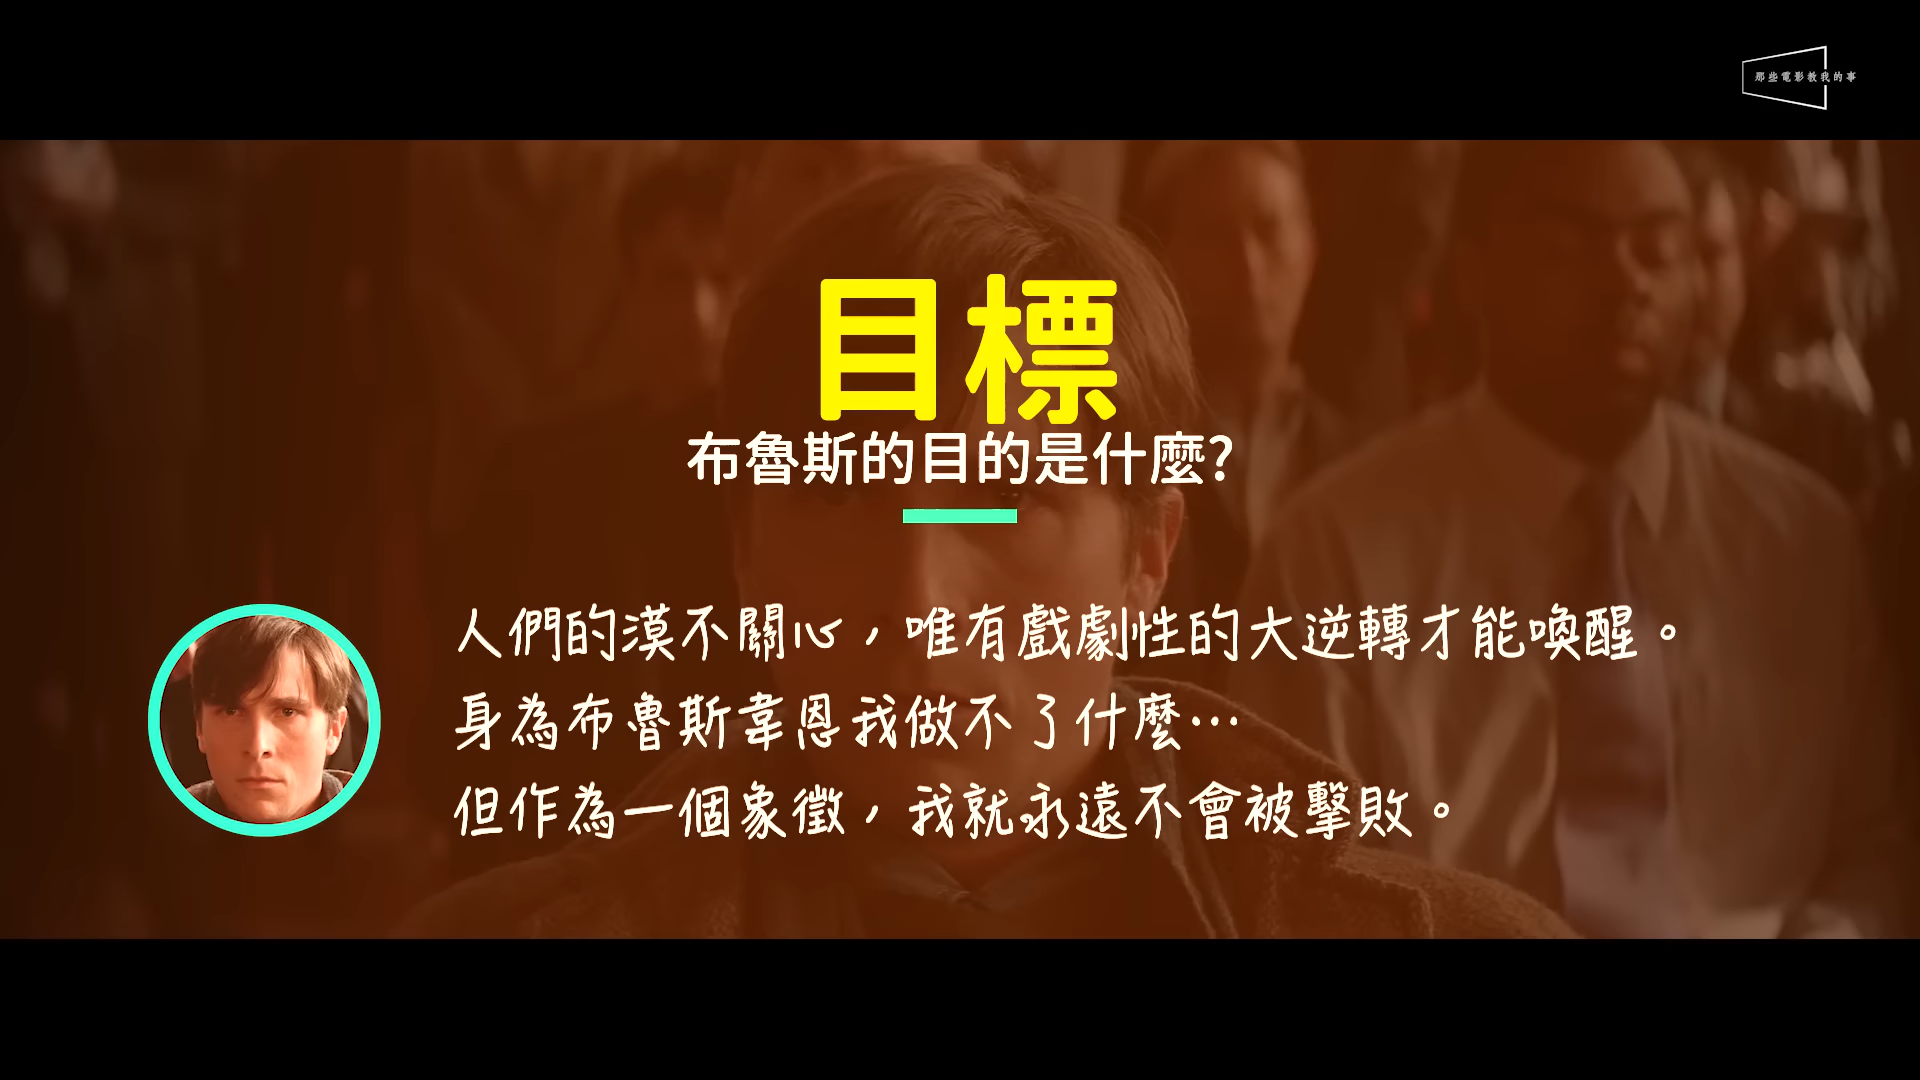 那些電影教我的事
目標
布魯斯的目的是什麼?
人們的漠不關心，唯有戲劇性的大逆轉才能喚醒。
身為布魯斯韋恩我做不了什麼…
但作為一個象徵，我就永遠不會被擊敗。